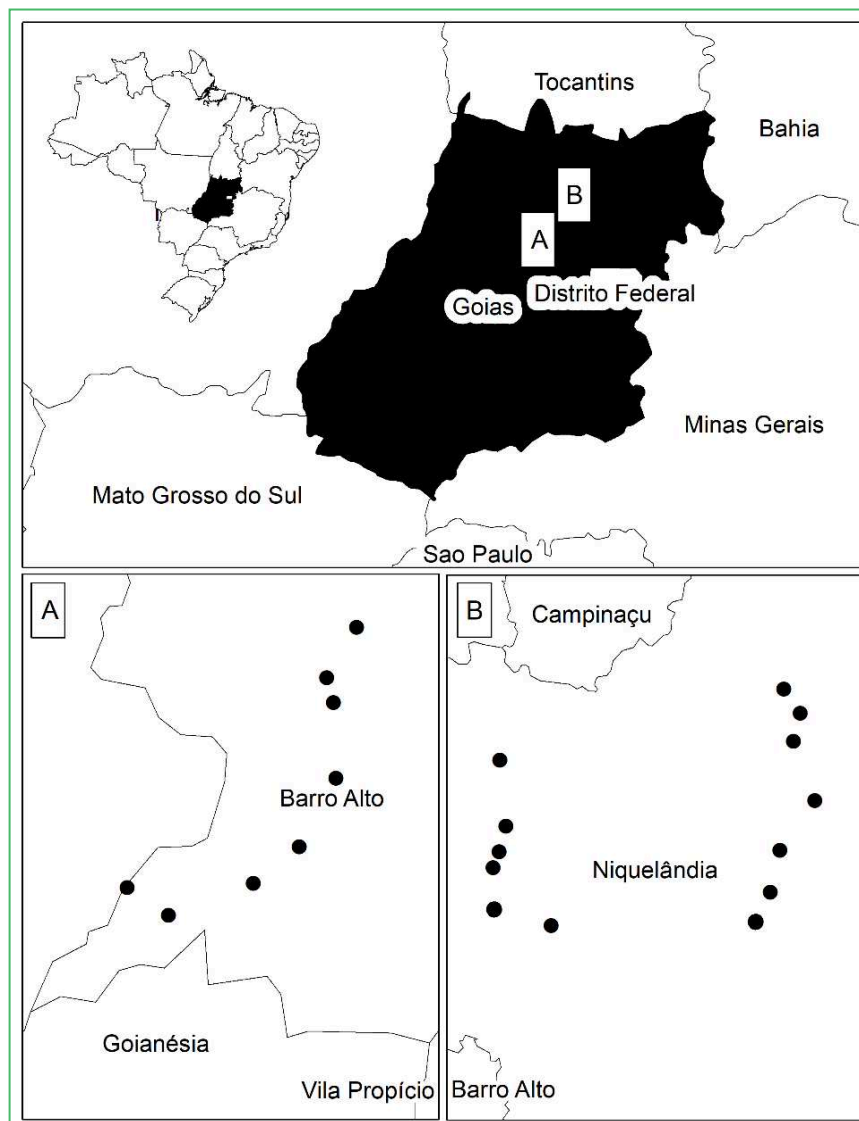 Tocantins
Bahia
B
A
Distrito Federal
Goias
Minas Gerais
Mato Grosso do Sul
Sao Paulo
A
Barro Alto
Goianésia
Vila Propício
B
Campinaçu
Niquelândia
Barro Alto